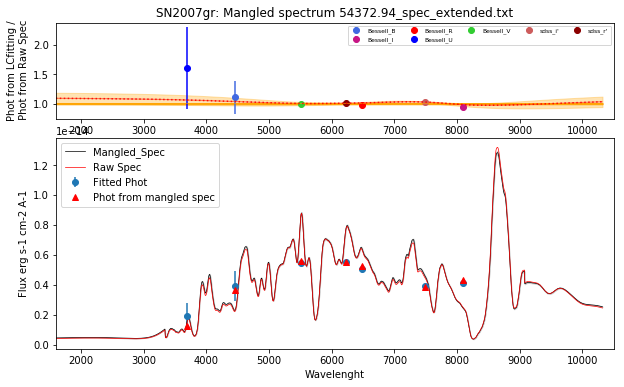 SN2007gr: Mangled spectrum 54372.94_spec_extended.txt
Phot from LCfitting /
Phot from Raw Spec
2.0
1.5
1.0
Bessell_B
Bessell_I
Bessell_R
Bessell_U
Bessell_V
sdss_i'
sdss_r'
2000 3000 4000 5000 6000 7000 8000 9000 10000
1e−14
Flux erg s-1 cm-2 A-1
1.2
1.0
0.8
0.6
0.4
0.2
0.0
Mangled_Spec
Raw Spec
Fitted Phot
Phot from mangled spec
2000 3000 4000 5000 6000 7000 8000 9000 10000
Wavelenght